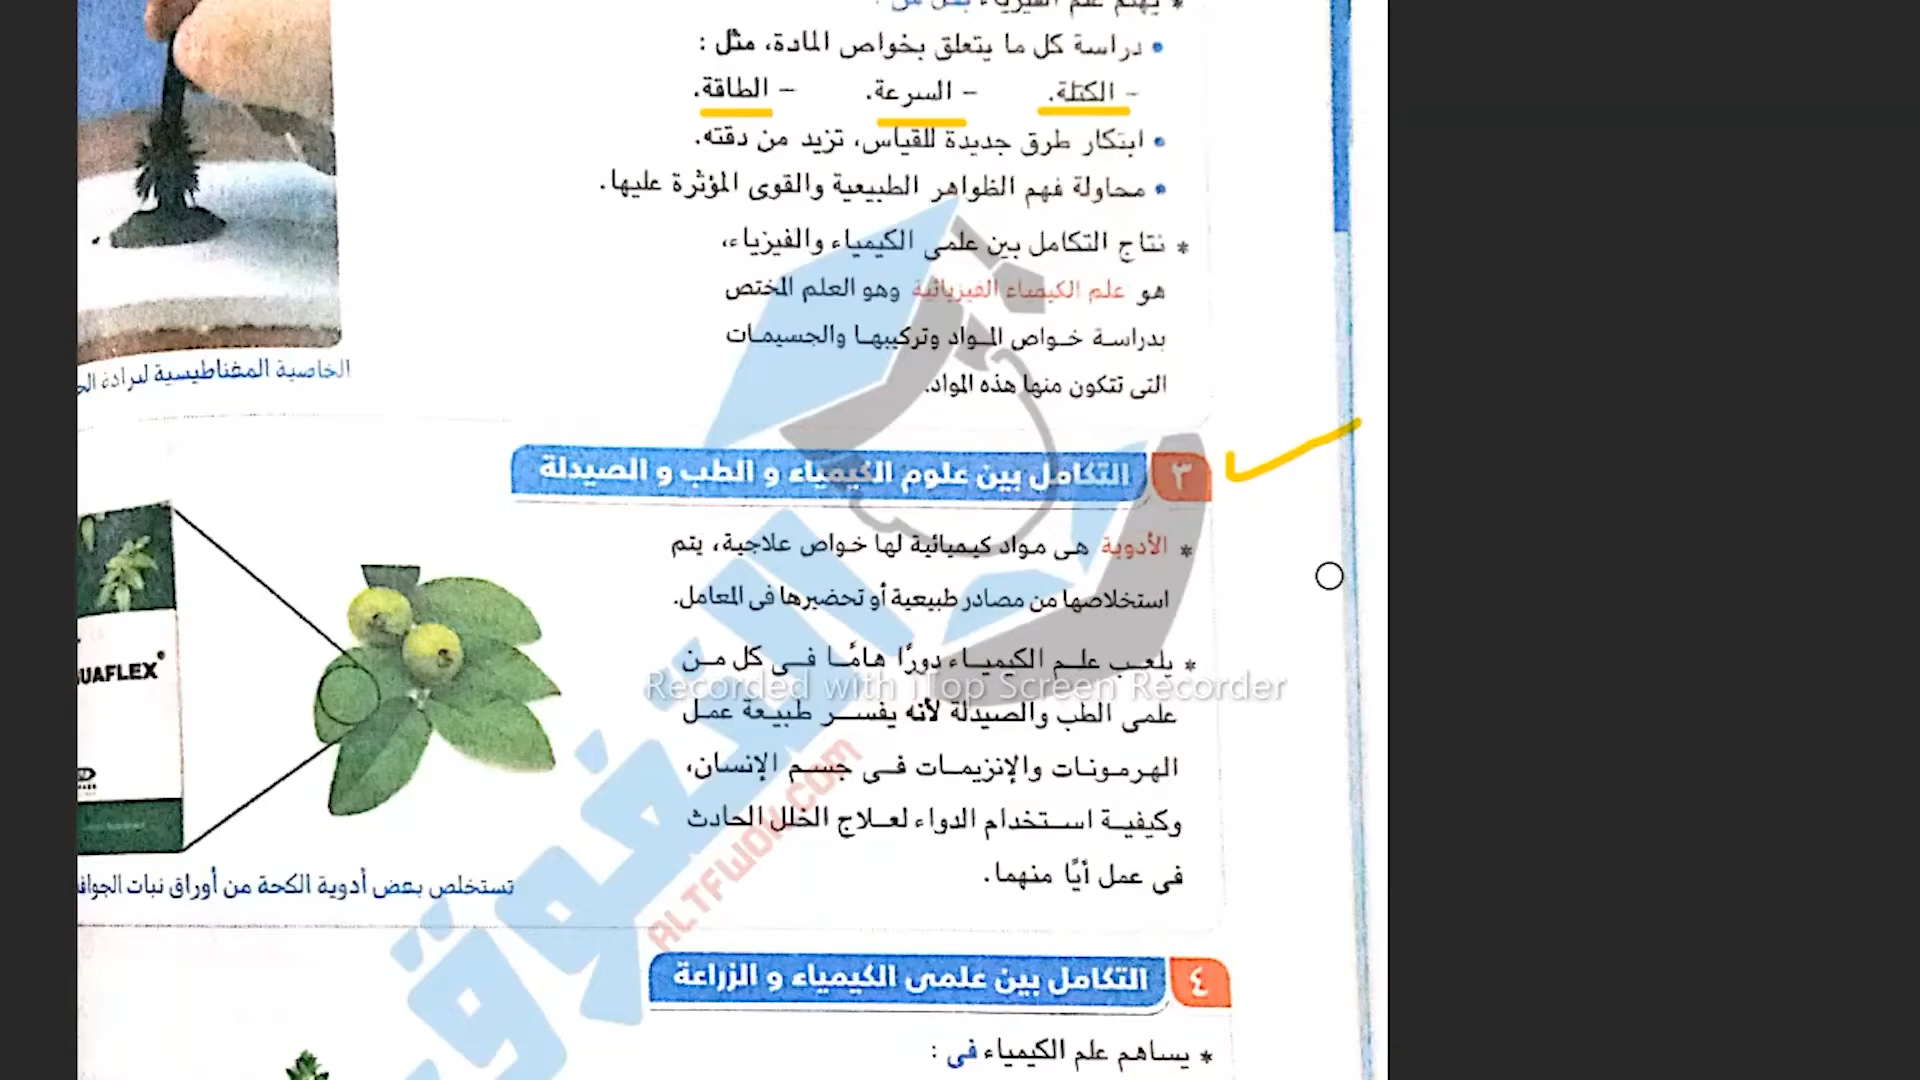 * يهتم علم الفيزياء بكل من :
• دراسة كل ما يتعلق بخواص المادة، مثل :
- الكتلة. - السرعة. - الطاقة.
• ابتكار طرق جديدة للقياس، تزيد من دقته.
• محاولة فهم الظواهر الطبيعية والقوى المؤثرة عليها.
* نتاج التكامل بين علمى الكيمياء والفيزياء،
هو علم الكيمياء الفيزيائية وهو العلم المختص
بدراسة خواص المواد وتركيبها والجسيمات
التى تتكون منها هذه المواد.
الخاصية المغناطيسية لبرادة
٣ التكامل بين علوم الكيمياء و الطب و الصيدلة
* الأدوية هى مواد كيميائية لها خواص علاجية، يتم
استخلاصها من مصادر طبيعية أو تحضيرها فى المعامل.
* يلعب علم الكيمياء دورًا هامًا فى كل من
علمى الطب والصيدلة لأنه يفسر طبيعة عمل
الهرمونات والإنزيمات فى جسم الإنسان،
وكيفية استخدام الدواء لعلاج الخلل الحادث
فى عمل أيًا منهما.
UAFLEX®
تستخلص بعض أدوية الكحة من أوراق نبات
Recorded with iTop Screen Recorder
التفوق
ALTFWOK.COM
٤ التكامل بين علمى الكيمياء و الزراعة
* يساهم علم الكيمياء فى :